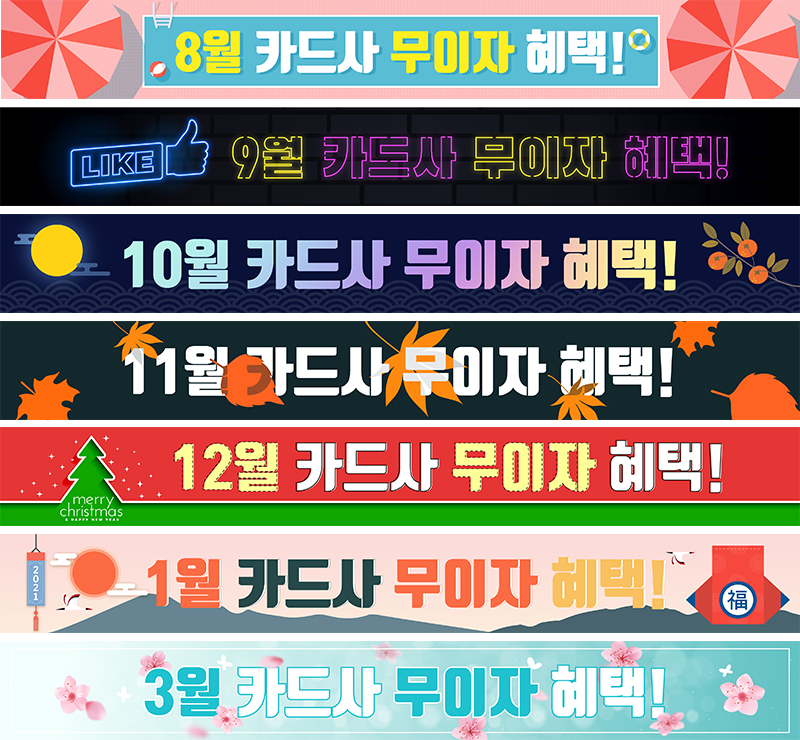 8월 카드사 무이자 혜택!
LIKE 9월 카드사 무이자 혜택!
10월 카드사 무이자 혜택!
11월 카드사 무이자 혜택!
12월 카드사 무이자 혜택!
merry
christmas
& HAPPY NEW YEAR
2021
1월 카드사 무이자 혜택!
福
3월 카드사 무이자 혜택!